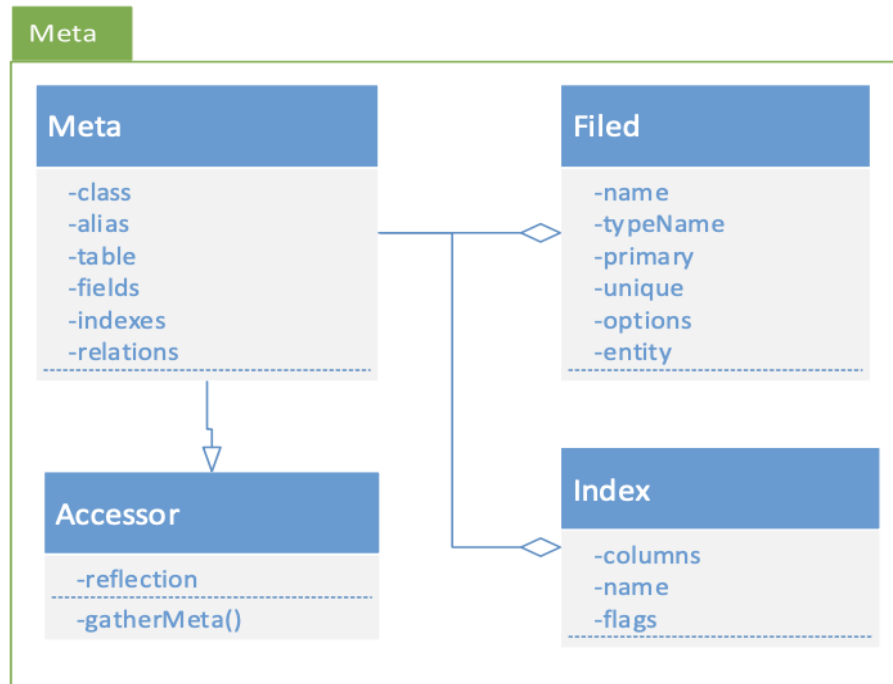 Meta
Meta
-class
-alias
-table
-fields
-indexes
-relations
Filed
-name
-typeName
-primary
-unique
-options
-entity
Accessor
-reflection
-gatherMeta()
Index
-columns
-name
-flags